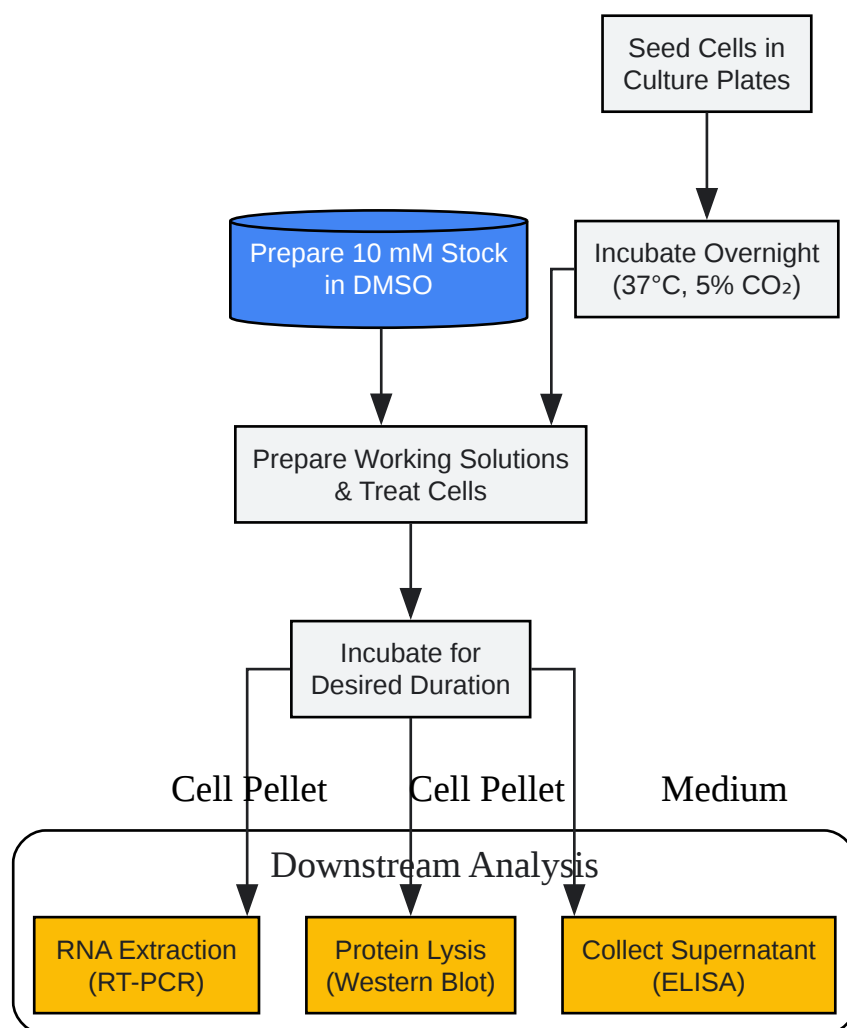 Seed Cells in
Culture Plates
Prepare 10 mM Stock
in DMSO
Incubate Overnight
(37°C, 5% CO₂)
Prepare Working Solutions
& Treat Cells
Incubate for
Desired Duration
Cell Pellet
Cell Pellet
Medium
Downstream Analysis
RNA Extraction
(RT-PCR)
Protein Lysis
(Western Blot)
Collect Supernatant
(ELISA)